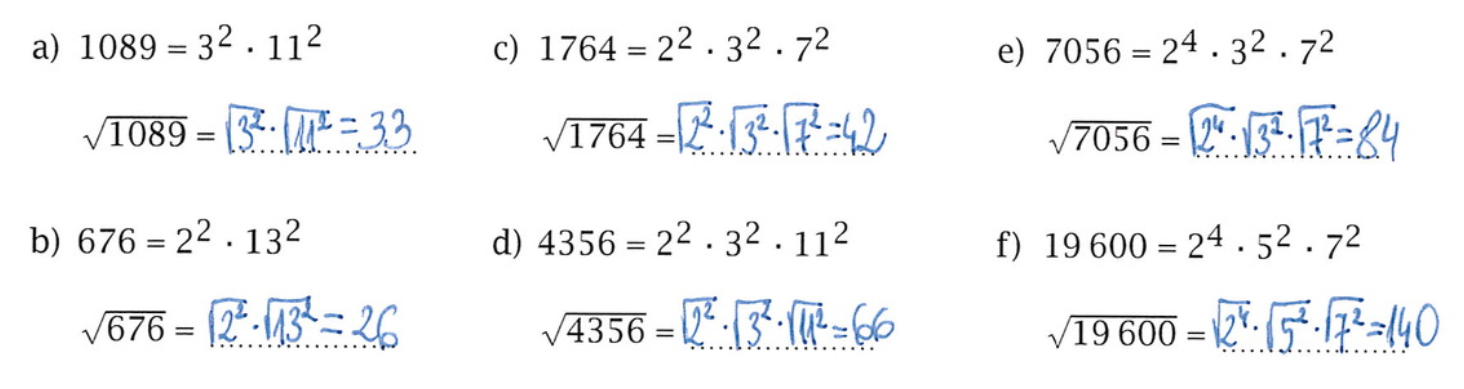 a) 1089 = 3² · 11²
√1089 = √3² · √11² = 33
b) 676 = 2² · 13²
√676 = √2² · √13² = 26
c) 1764 = 2² · 3² · 7²
√1764 = √2² · √3² · √7² = 42
d) 4356 = 2² · 3² · 11²
√4356 = √2² · √3² · √11² = 66
e) 7056 = 2⁴ · 3² · 7²
√7056 = √2⁴ · √3² · √7² = 84
f) 19 600 = 2⁴ · 5² · 7²
√19 600 = √2⁴ · √5² · √7² = 140